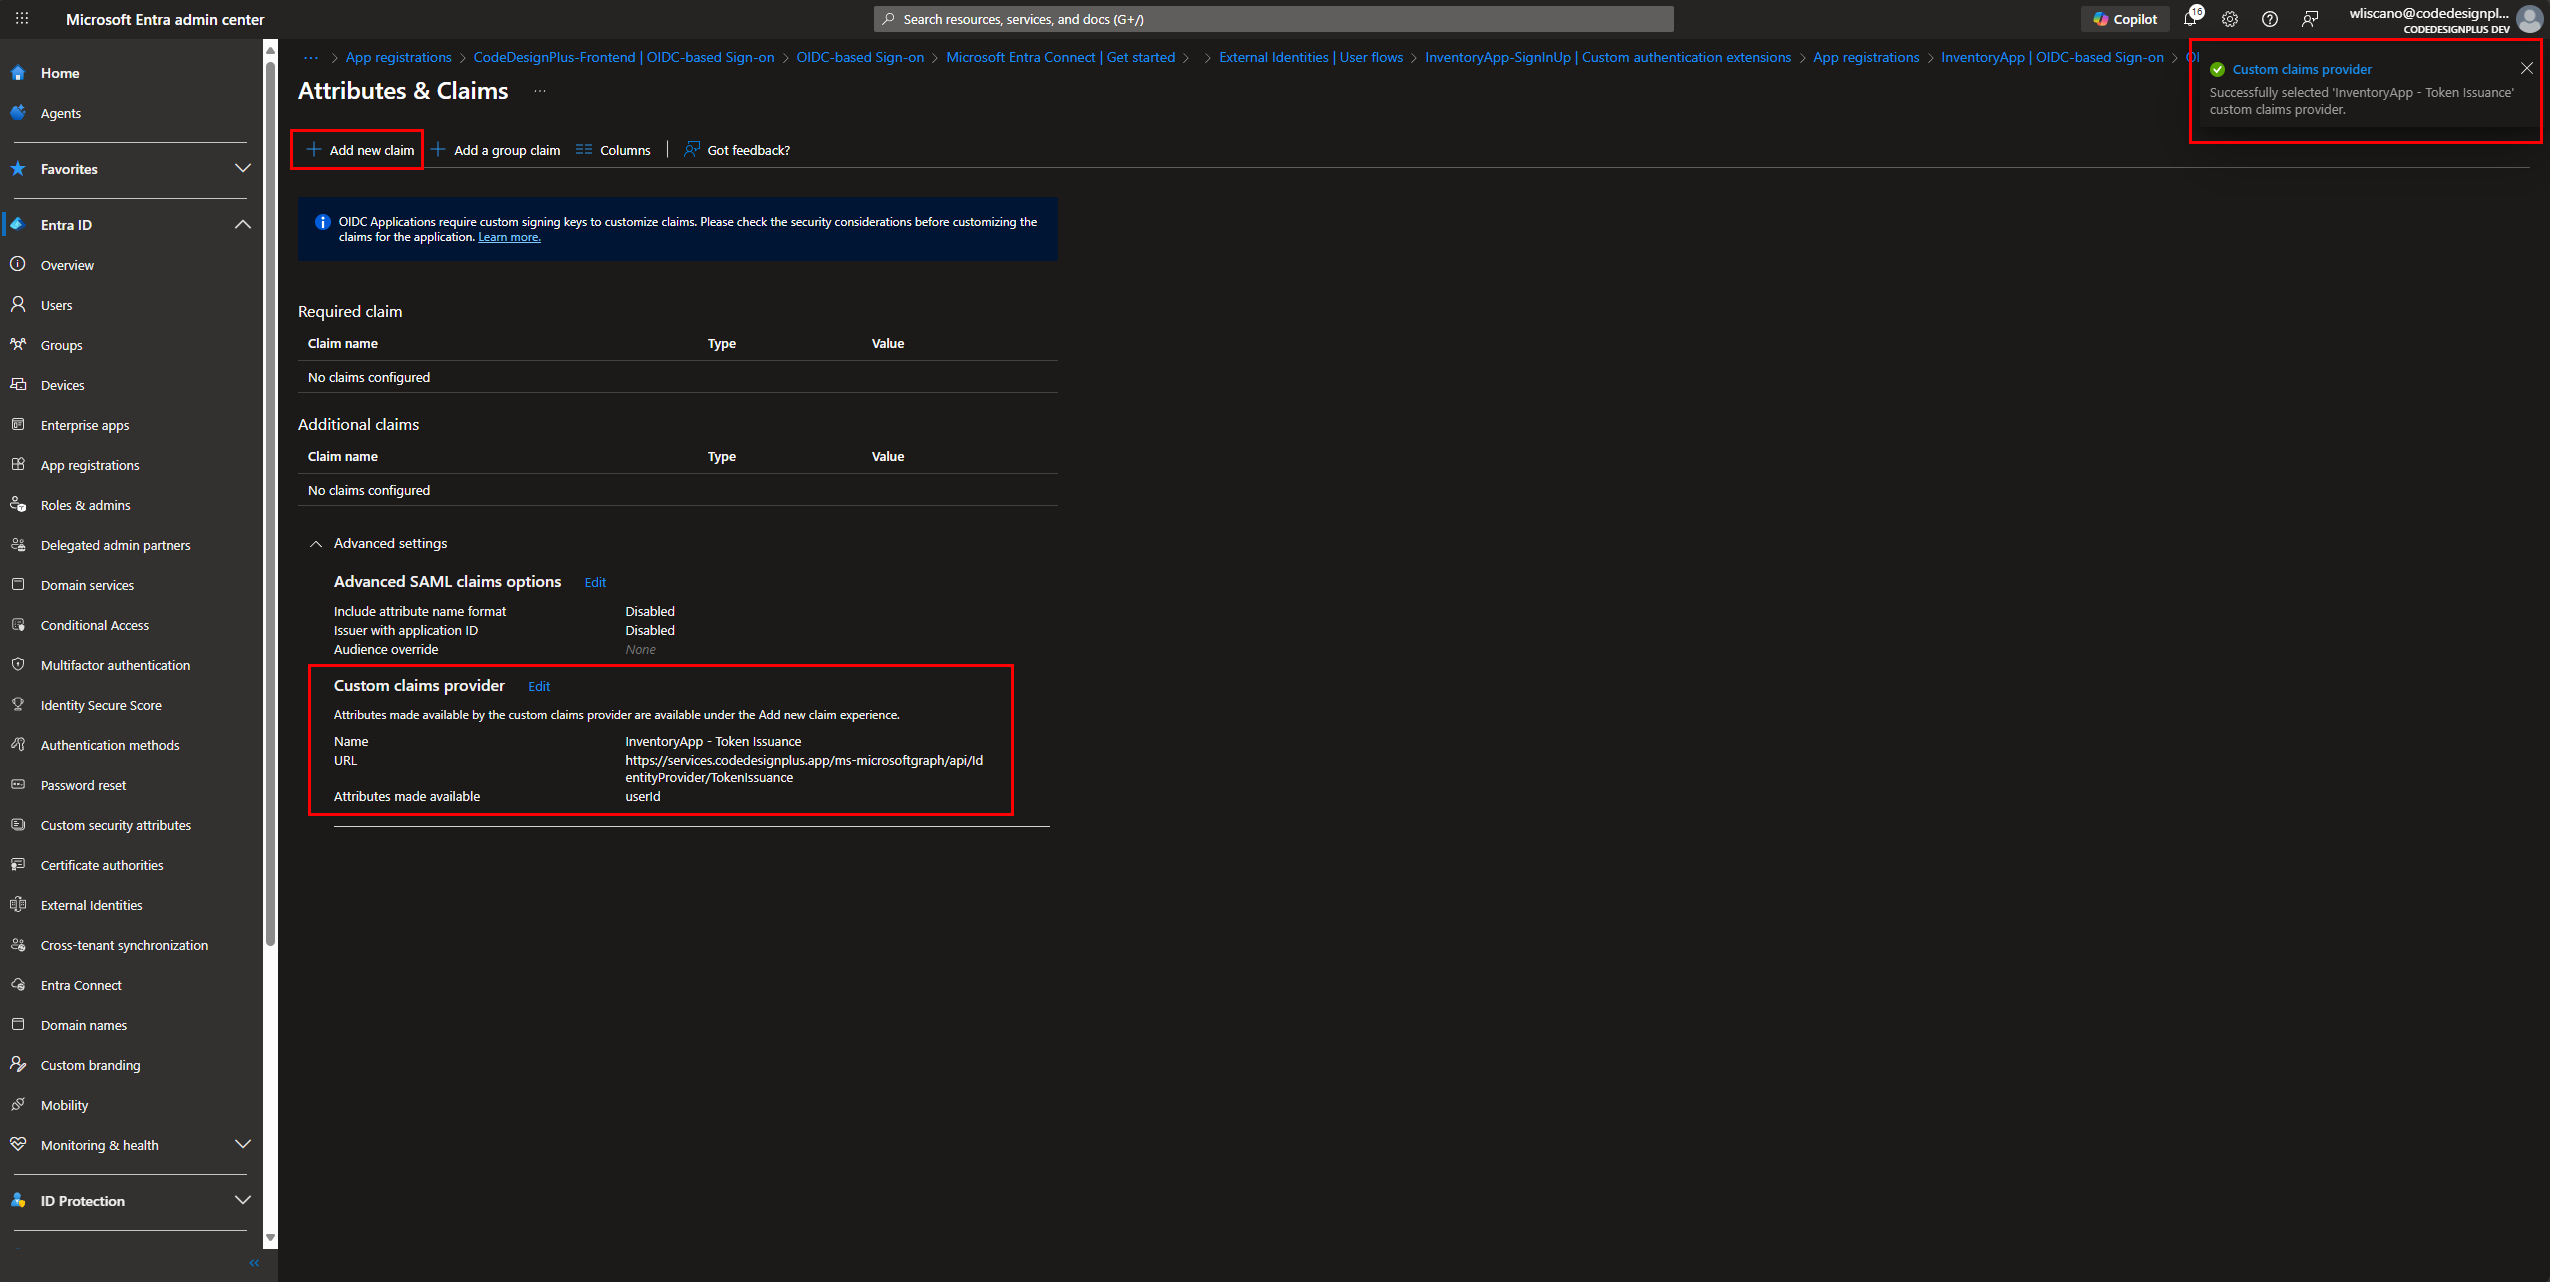 Microsoft Entra admin center
Search resources, services, and docs (G+/)
Copilot
16
wliscano@codedesignpl...
CODEDESIGNPLUS DEV
Home
Agents
Favorites
Entra ID
Overview
Users
Groups
Devices
Enterprise apps
App registrations
Roles & admins
Delegated admin partners
Domain services
Conditional Access
Multifactor authentication
Identity Secure Score
Authentication methods
Password reset
Custom security attributes
Certificate authorities
External Identities
Cross-tenant synchronization
Entra Connect
Domain names
Custom branding
Mobility
Monitoring & health
ID Protection
... > App registrations > CodeDesignPlus-Frontend | OIDC-based Sign-on > OIDC-based Sign-on > Microsoft Entra Connect | Get started > > External Identities | User flows > InventoryApp-SignInUp | Custom authentication extensions > App registrations > InventoryApp | OIDC-based Sign-on > OI
Attributes & Claims ...
Custom claims provider
Successfully selected 'InventoryApp - Token Issuance'
custom claims provider.
Add new claim
Add a group claim
Columns
Got feedback?
OIDC Applications require custom signing keys to customize claims. Please check the security considerations before customizing the
claims for the application. Learn more.
Required claim
Claim name Type Value
No claims configured
Additional claims
Claim name Type Value
No claims configured
Advanced settings
Advanced SAML claims options Edit
Include attribute name format Disabled
Issuer with application ID Disabled
Audience override None
Custom claims provider Edit
Attributes made available by the custom claims provider are available under the Add new claim experience.
Name InventoryApp - Token Issuance
URL https://services.codedesignplus.app/ms-microsoftgraph/api/Id
entityProvider/TokenIssuance
Attributes made available userId